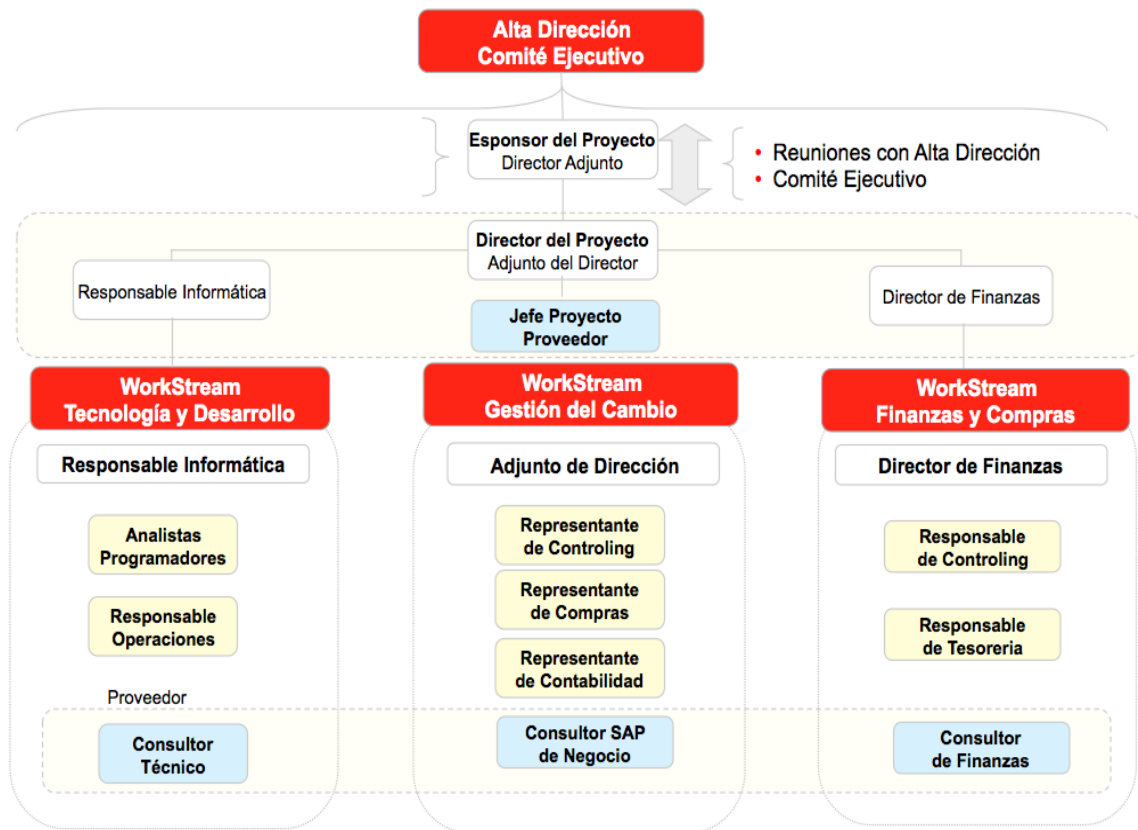 Alta Dirección
Comité Ejecutivo
Esponsor del Proyecto
Director Adjunto
• Reuniones con Alta Dirección
• Comité Ejecutivo
Director del Proyecto
Adjunto del Director
Responsable Informática
Director de Finanzas
Jefe Proyecto
Proveedor
WorkStream
Tecnología y Desarrollo
WorkStream
Gestión del Cambio
WorkStream
Finanzas y Compras
Responsable Informática
Adjunto de Dirección
Director de Finanzas
Analistas
Programadores
Representante
de Controling
Responsable
de Controling
Representante
de Compras
Responsable
Operaciones
Responsable
de Tesoreria
Representante
de Contabilidad
Proveedor
Consultor
Técnico
Consultor SAP
de Negocio
Consultor
de Finanzas